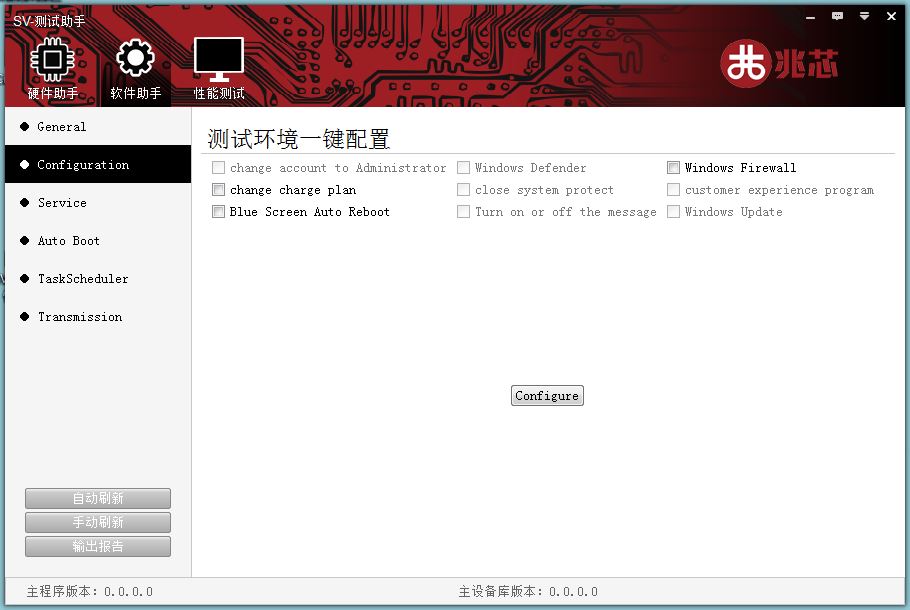 SV-测试助手
兆芯
硬件助手 软件助手 性能测试
General
Configuration
Service
Auto Boot
TaskScheduler
Transmission
测试环境一键配置
change account to Administrator Windows Defender Windows Firewall
change charge plan close system protect customer experience program
Blue Screen Auto Reboot Turn on or off the message Windows Update
Configure
自动刷新
手动刷新
输出报告
主程序版本: 0.0.0.0 主设备库版本: 0.0.0.0